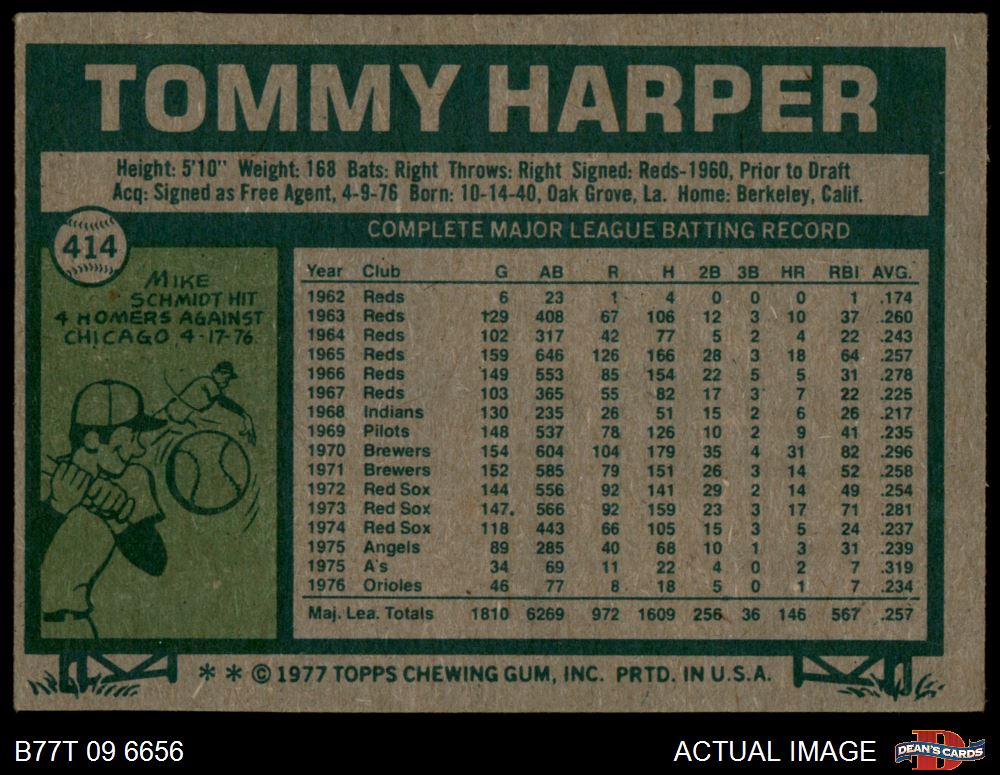 TOMMY HARPER
Height: 5'10" Weight: 168 Bats: Right Throws: Right Signed: Reds-1960, Prior to Draft
Acq: Signed as Free Agent, 4-9-76 Born: 10-14-40, Oak Grove, La. Home: Berkeley, Calif.
414
COMPLETE MAJOR LEAGUE BATTING RECORD
MIKE
SCHMIDT HIT
4 HOMERS AGAINST
CHICAGO 4-17-76.
Year Club G AB R H 2B 3B HR RBI AVG.
1962 Reds 6 23 1 4 0 0 0 1 .174
1963 Reds 129 408 67 106 12 3 10 37 .260
1964 Reds 102 317 42 77 5 2 4 22 .243
1965 Reds 159 646 126 166 28 3 18 64 .257
1966 Reds 149 553 85 154 22 5 5 31 .278
1967 Reds 103 365 55 82 17 3 7 22 .225
1968 Indians 130 235 26 51 15 2 6 26 .217
1969 Pilots 148 537 78 126 10 2 9 41 .235
1970 Brewers 154 604 104 179 35 4 31 82 .296
1971 Brewers 152 585 79 151 26 3 14 52 .258
1972 Red Sox 144 556 92 141 29 2 14 49 .254
1973 Red Sox 147 566 92 159 23 3 17 71 .281
1974 Red Sox 118 443 66 105 15 3 5 24 .237
1975 Angels 89 285 40 68 10 1 3 31 .239
1975 A's 34 69 11 22 4 0 2 7 .319
1976 Orioles 46 77 8 18 5 0 1 7 .234
Maj. Lea. Totals 1810 6269 972 1609 256 36 146 567 .257
* * © 1977 TOPPS CHEWING GUM, INC. PRTD. IN U.S.A.
B77T 09 6656
ACTUAL IMAGE
D
DEAN'S CARDS